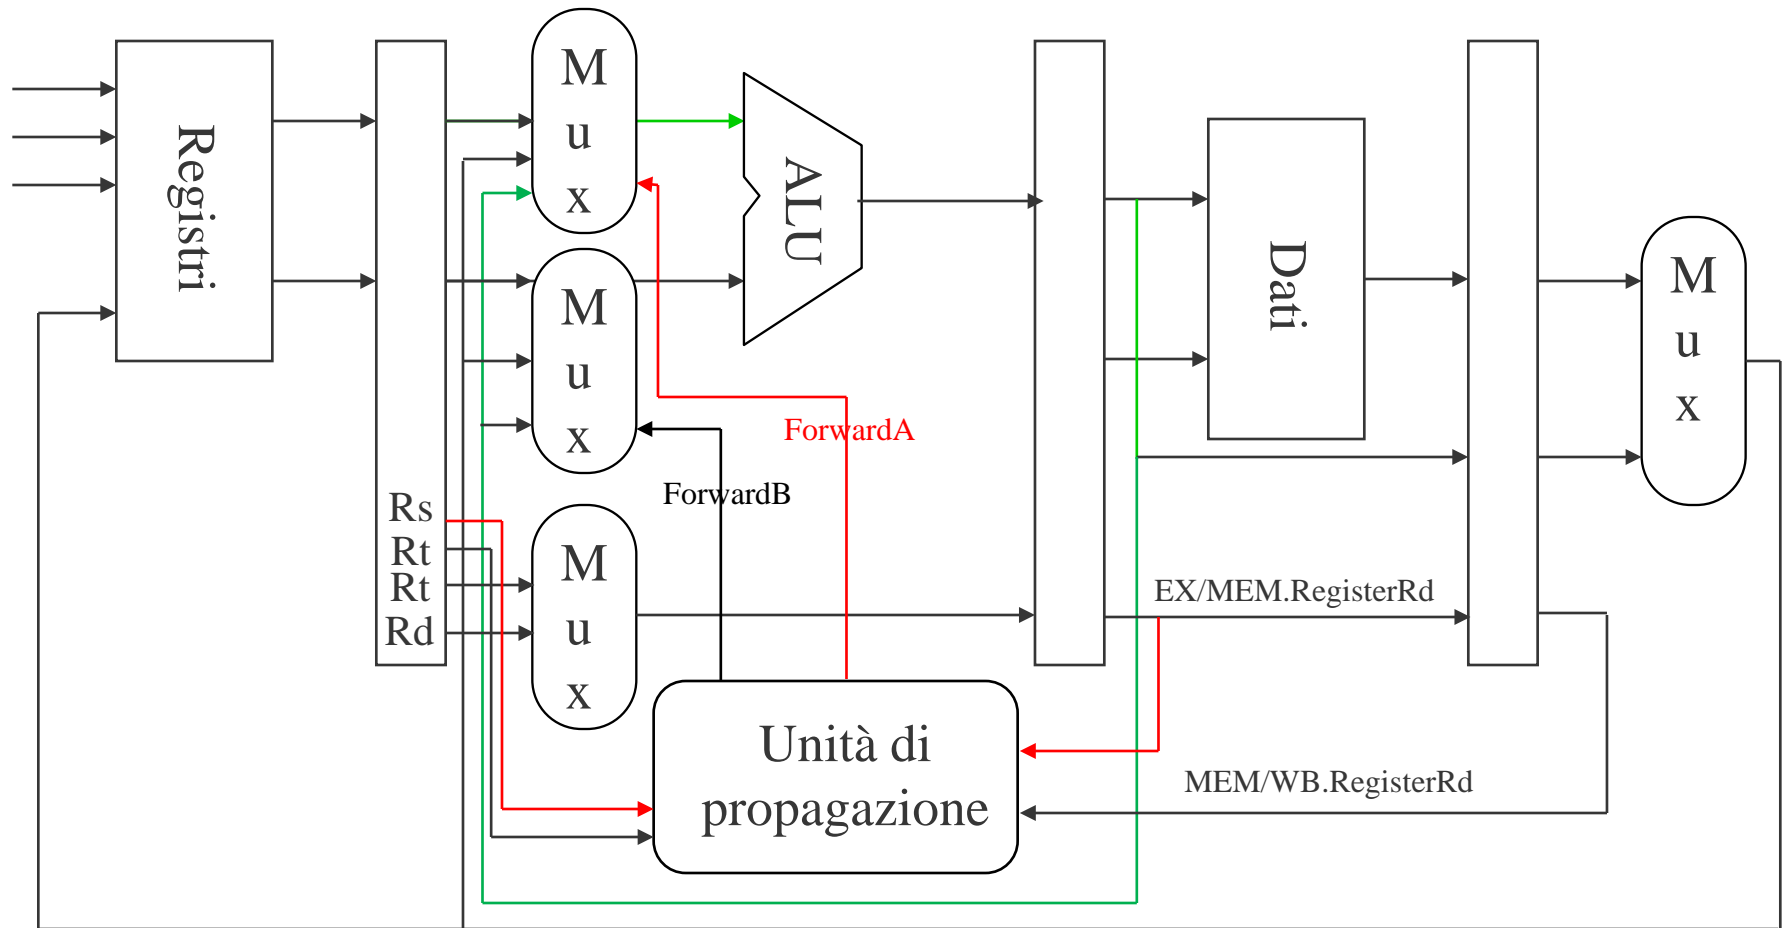 Registri
M
u
x
M
u
x
M
u
x
ALU
Dati
M
u
x
ForwardA
ForwardB
Rs
Rt
Rt
Rd
EX/MEM.RegisterRd
MEM/WB.RegisterRd
Unità di
propagazione